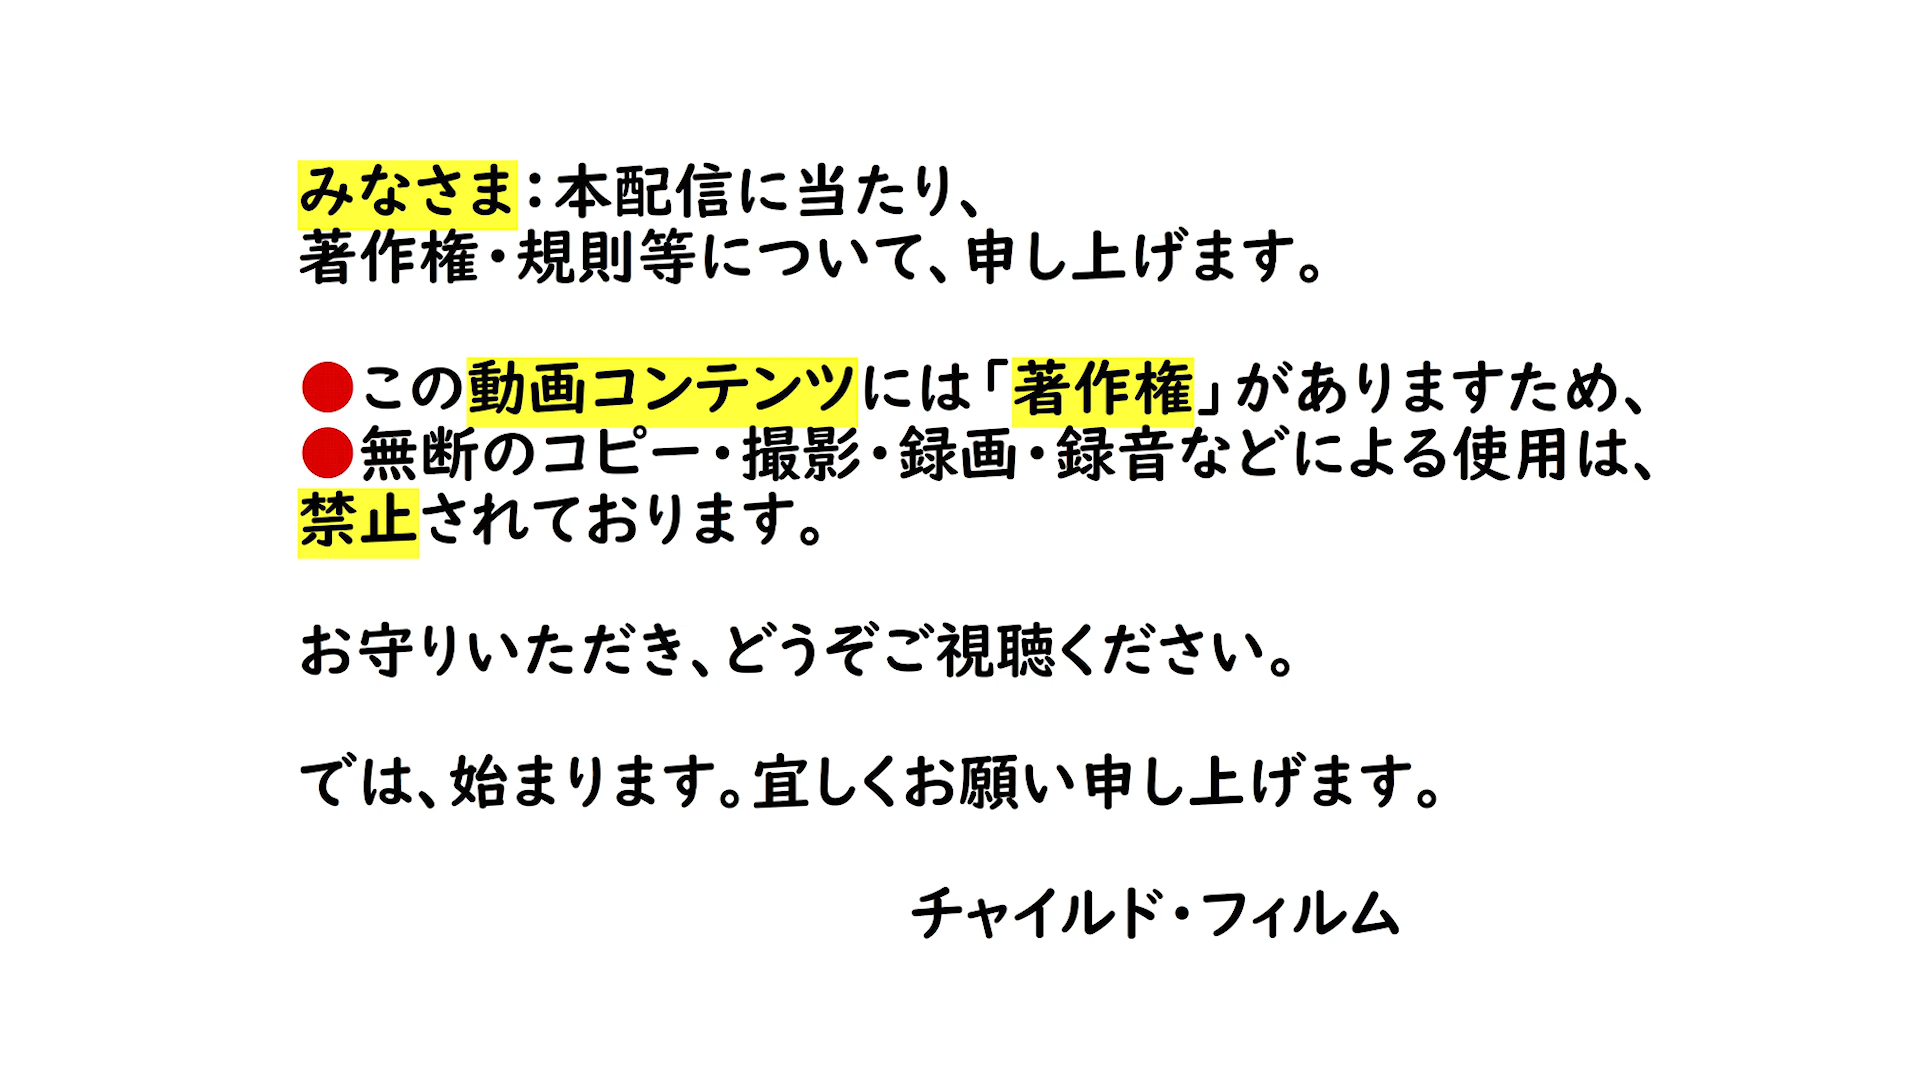 みなさま：本配信に当たり、
著作権・規則等について、申し上げます。
●この動画コンテンツには「著作権」がありますため、
●無断のコピー・撮影・録画・録音などによる使用は、
禁止されております。
お守りいただき、どうぞご視聴ください。
では、始まります。宜しくお願い申し上げます。
チャイルド・フィルム